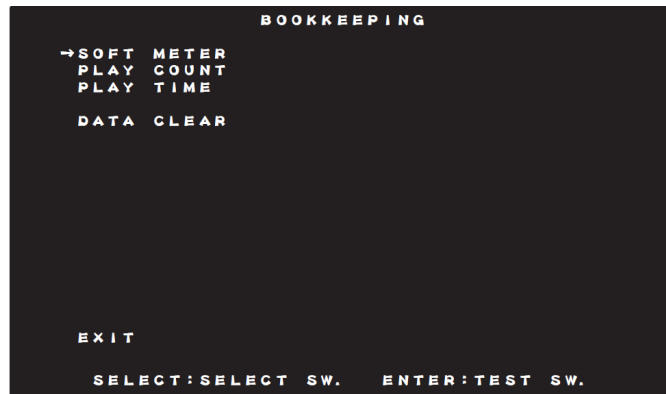 BOOKKEEPING
→SOFT METER
PLAY COUNT
PLAY TIME
DATA CLEAR
EXIT
SELECT:SELECT SW. ENTER:TEST SW.